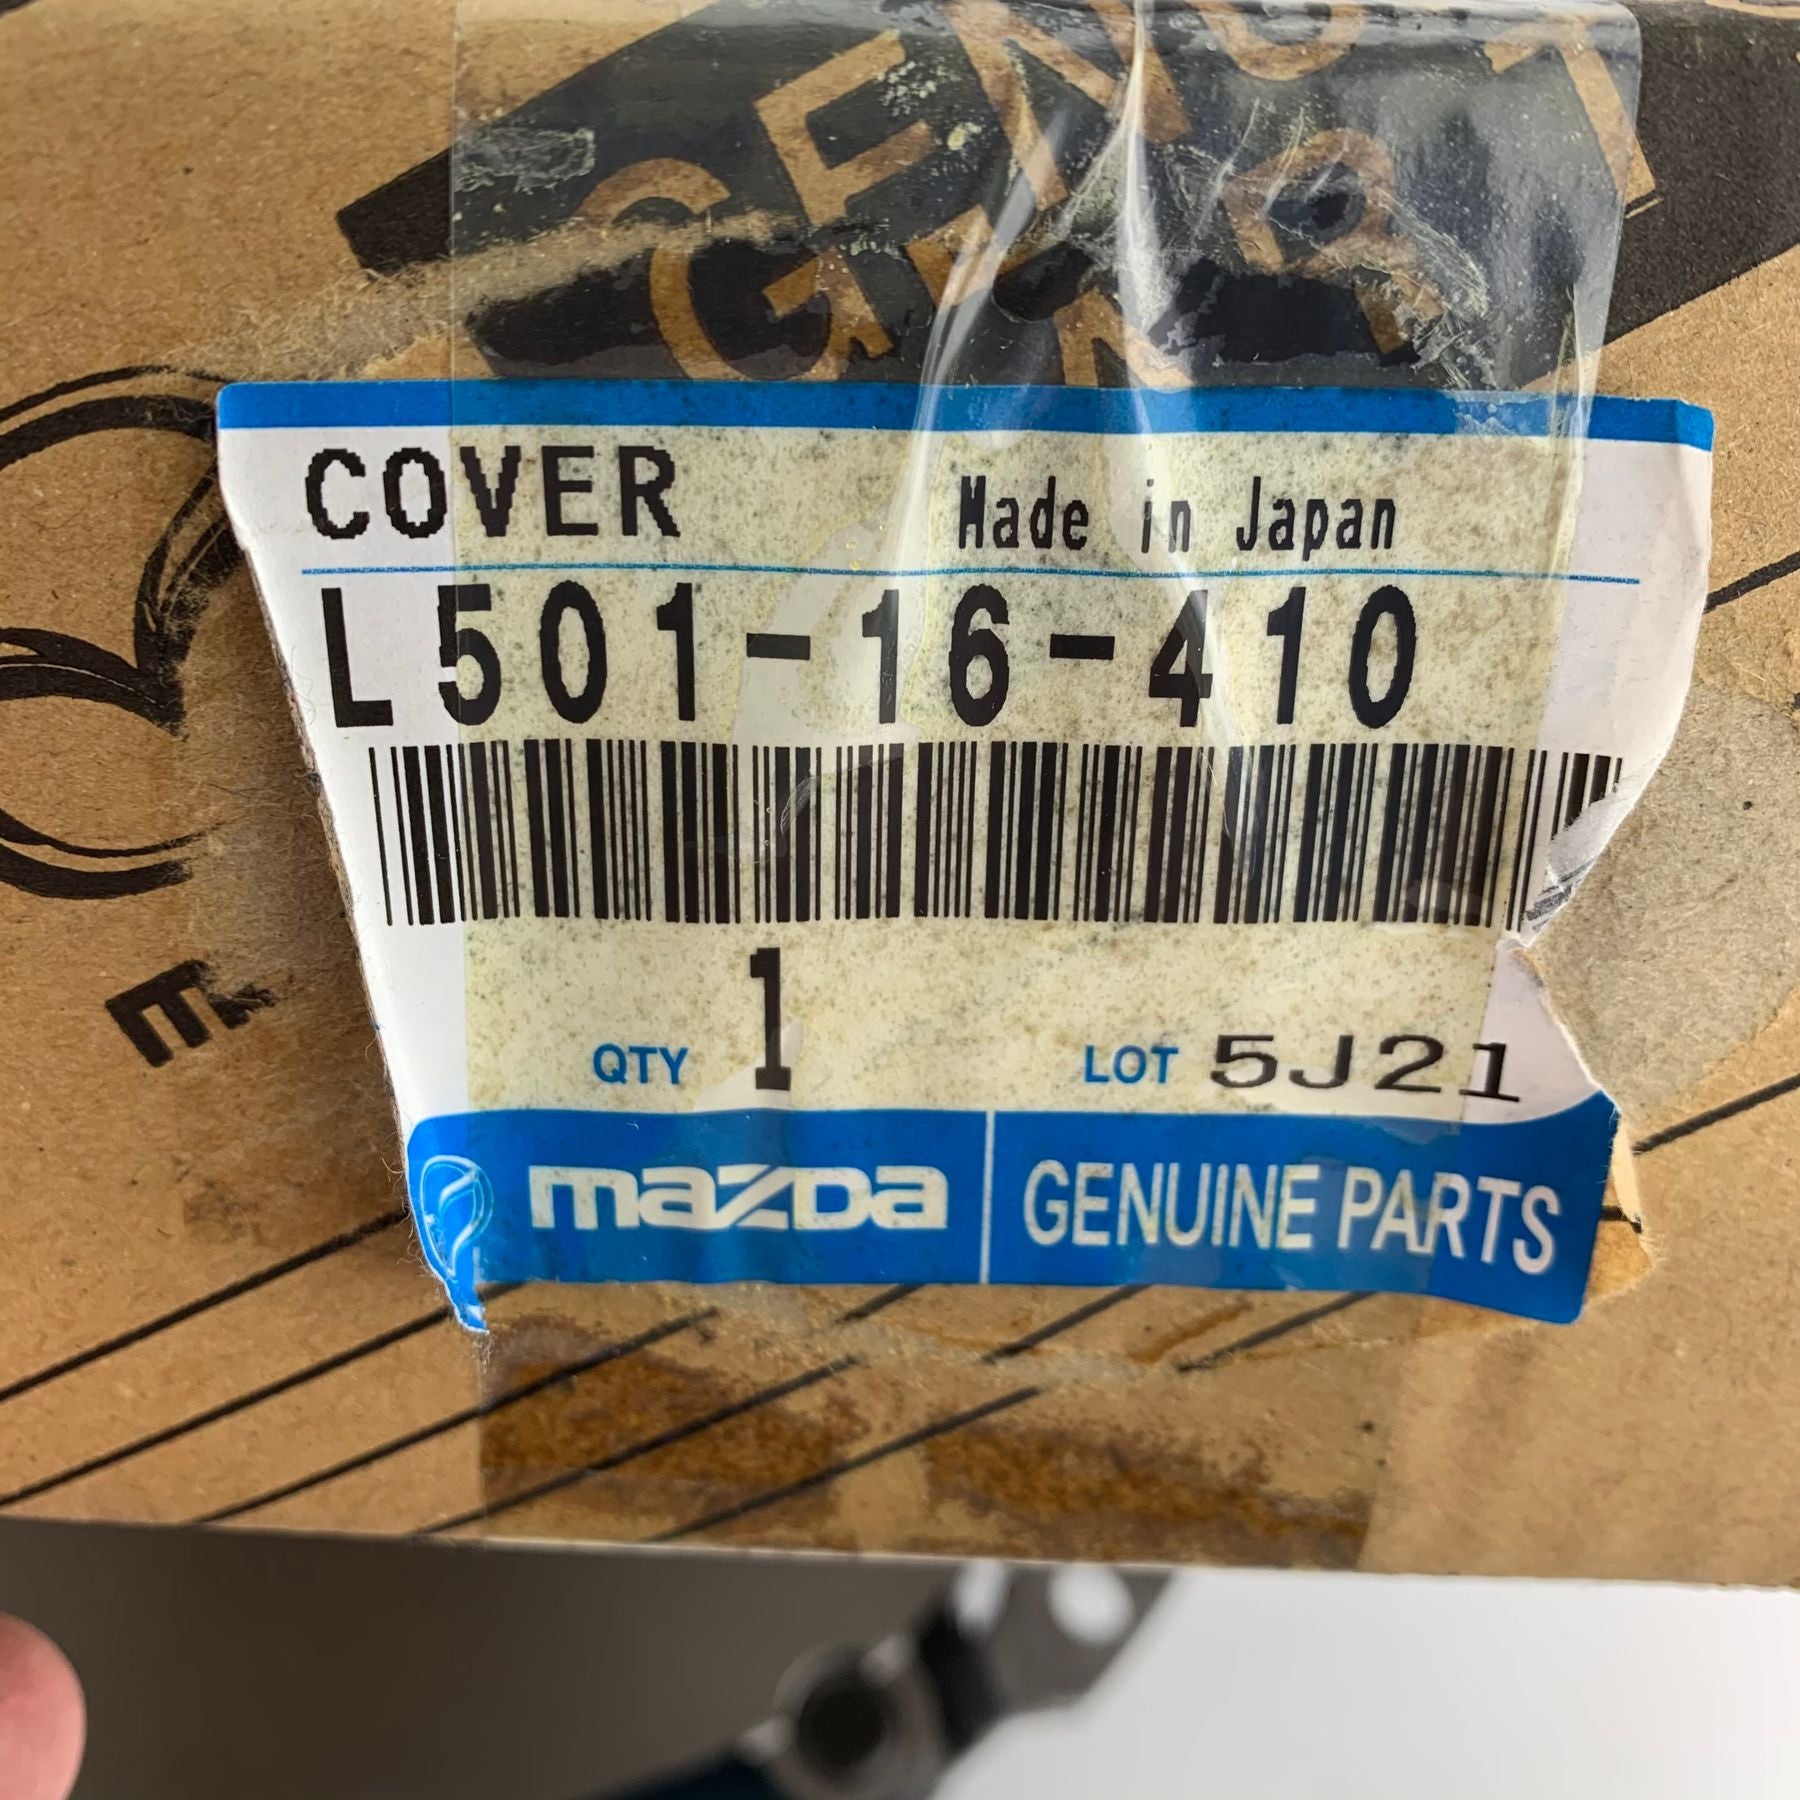 COVER Made in Japan
L501-16-410
QTY 1 LOT 5J21
mazDa GENUINE PARTS